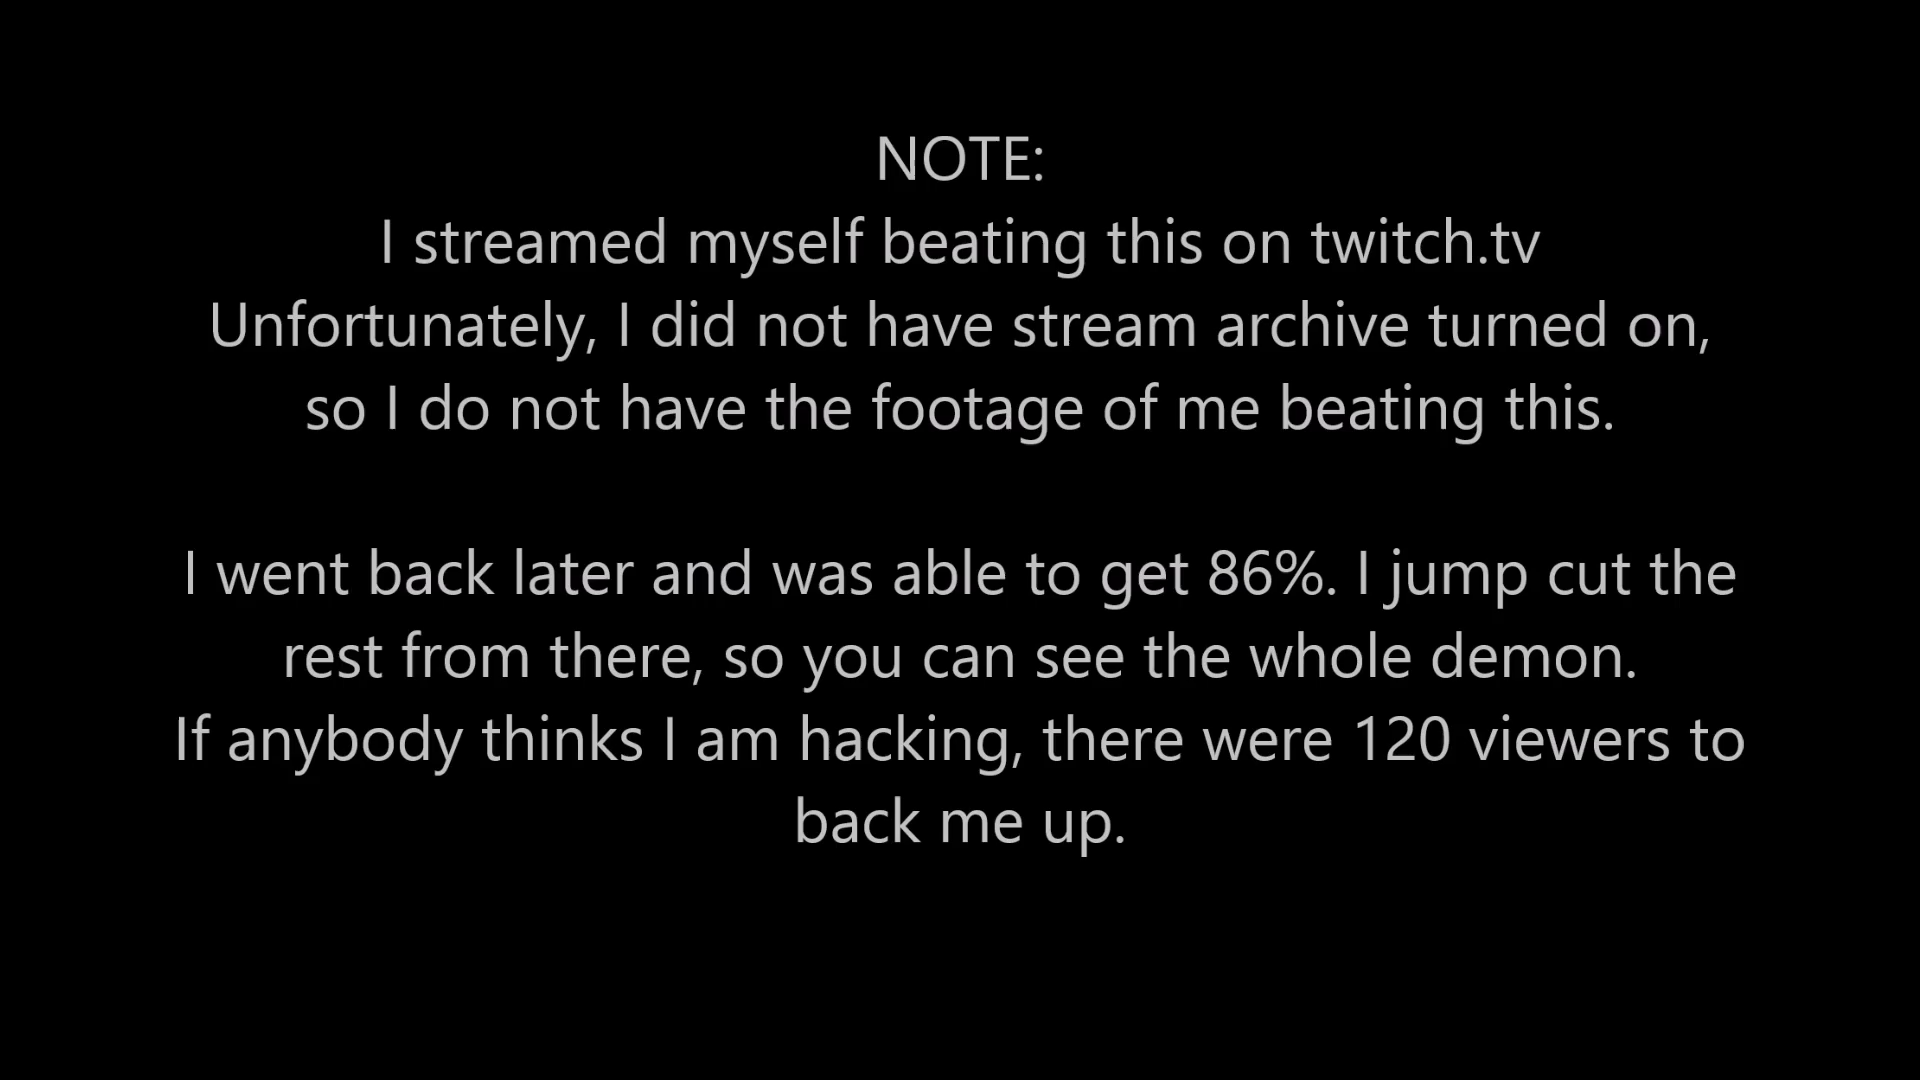 NOTE:
I streamed myself beating this on twitch.tv
Unfortunately, I did not have stream archive turned on,
so I do not have the footage of me beating this.
I went back later and was able to get 86%. I jump cut the
rest from there, so you can see the whole demon.
If anybody thinks I am hacking, there were 120 viewers to
back me up.